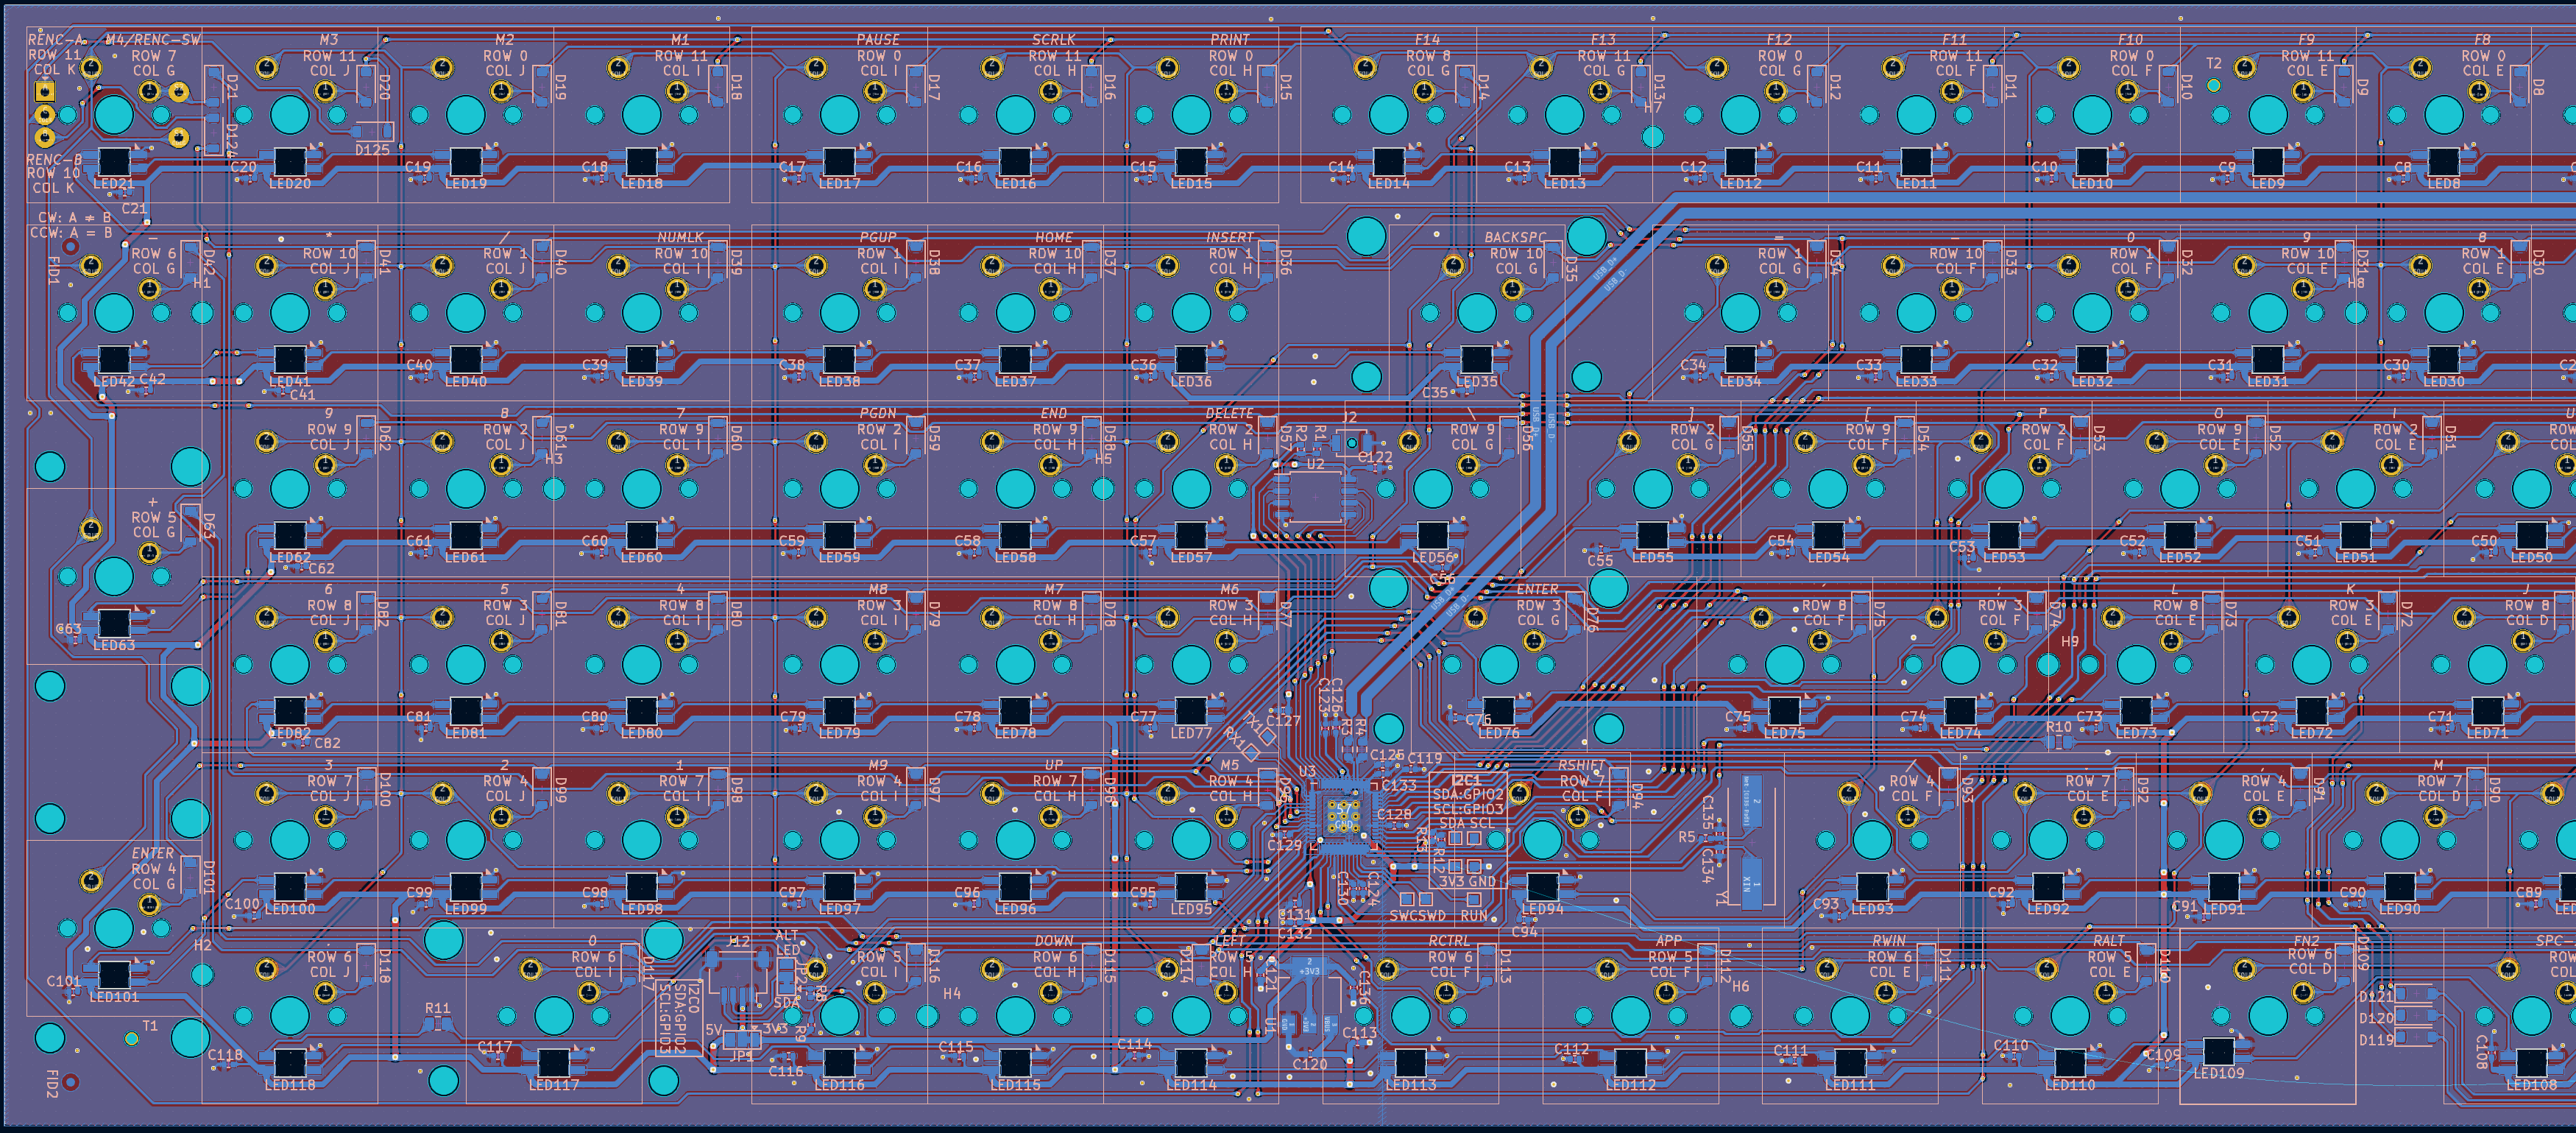 RENC-A
ROW 11
COL K
M4/RENC-SW
ROW 7
COL G
D21
D124
M3
ROW 11
COL J
D20
D125
M2
ROW 0
COL J
D19
M1
ROW 11
COL I
D18
PAUSE
ROW 0
COL I
D17
SCRLK
ROW 11
COL H
D16
PRINT
ROW 0
COL H
D15
F14
ROW 8
COL G
D14
F13
ROW 11
COL G
D13
H7
F12
ROW 0
COL G
D12
F11
ROW 11
COL F
D11
F10
ROW 0
COL F
D10
T2
F9
ROW 11
COL E
D9
F8
ROW 0
COL E
D8
RENC-B
ROW 10
COL K
LED21
C21
C20
LED20
C19
LED19
C18
LED18
C17
LED17
C16
LED16
C15
LED15
C14
LED14
C13
LED13
C12
LED12
C11
LED11
C10
LED10
C9
LED9
C8
LED8
CW: A ≠ B
CCW: A = B
FID1
-
ROW 6
COL G
D42
H1
*
ROW 10
COL J
D41
/
ROW 1
COL J
D40
NUMLK
ROW 10
COL I
D39
PGUP
ROW 1
COL I
D38
HOME
ROW 10
COL H
D37
INSERT
ROW 1
COL H
D36
BACKSPC
ROW 10
COL G
D35
USB_D+
USB_D-
=
ROW 1
COL G
D34
-
ROW 10
COL F
D33
0
ROW 1
COL F
D32
9
ROW 10
COL E
D31
H8
8
ROW 1
COL E
D30
LED42
C42
LED41
C41
C40
LED40
C39
LED39
C38
LED38
C37
LED37
C36
LED36
C35
LED35
C34
LED34
C33
LED33
C32
LED32
C31
LED31
C30
LED30
9
ROW 9
COL J
D62
8
ROW 2
COL J
D61
H3
7
ROW 9
COL I
D60
PGDN
ROW 2
COL I
D59
END
ROW 9
COL H
D58
H5
DELETE
ROW 2
COL H
D57
R2
R1
J2
U2
C122
\
ROW 9
COL G
D56
USB_D+
USB_D-
]
ROW 2
COL G
D55
[
ROW 9
COL F
D54
P
ROW 2
COL F
D53
O
ROW 9
COL E
D52
I
ROW 2
COL E
D51
+
ROW 5
COL G
D63
LED62
C62
C61
LED61
C60
LED60
C59
LED59
C58
LED58
C57
LED57
LED56
C56
C55
LED55
C54
LED54
C53
LED53
C52
LED52
C51
LED51
C50
LED50
C63
LED63
6
ROW 8
COL J
D82
5
ROW 3
COL J
D81
4
ROW 8
COL I
D80
M8
ROW 3
COL I
D79
M7
ROW 8
COL H
D78
M6
ROW 3
COL H
D77
USB_D+
USB_D-
ENTER
ROW 3
COL G
D76
'
ROW 8
COL F
D75
;
ROW 3
COL F
D74
H9
L
ROW 8
COL E
D73
K
ROW 3
COL E
D72
J
ROW 8
COL D
LED82
C82
C81
LED81
C80
LED80
C79
LED79
C78
LED78
C77
LED77
TX1
RX1
C127
C123
C126
R3
R4
C76
LED76
C75
LED75
C74
LED74
R10
C73
LED73
C72
LED72
C71
LED71
3
ROW 7
COL J
D100
2
ROW 4
COL J
D99
1
ROW 7
COL I
D98
M9
ROW 4
COL I
D97
UP
ROW 7
COL H
D96
M5
ROW 4
COL H
D95
U3
C125
C119
C133
57
GND
C128
C129
R13
R12
I2C1
SDA:GPIO2
SCL:GPIO3
SDA SCL
3V3 GND
SWC
SWD
RUN
RSHIFT
ROW 7
COL F
D94
C135
R5
C134
Y1
XIN
/
ROW 4
COL F
D93
.
ROW 7
COL E
D92
,
ROW 4
COL E
D91
M
ROW 7
COL D
D90
ENTER
ROW 4
COL G
D101
C100
LED100
C99
LED99
C98
LED98
C97
LED97
C96
LED96
C95
LED95
C130
C124
C131
C132
LED94
C94
C93
LED93
C92
LED92
C91
LED91
C90
LED90
C89
H2
C101
LED101
T1
FID2
.
ROW 6
COL J
D118
0
ROW 6
COL I
D117
R11
I2C0
SDA:GPIO2
SCL:GPIO3
J12
ALT
LED
JP2
SDA
R8
R9
5V
3V3
JP1
ROW 5
COL I
D116
H4
DOWN
ROW 6
COL H
D115
D114
LEFT
ROW 5
COL H
C121
U1
+3V3
C136
RCTRL
ROW 6
COL F
D113
APP
ROW 5
COL F
D112
H6
RWIN
ROW 6
COL E
D111
RALT
ROW 5
COL E
D110
FN2
ROW 6
COL D
D109
D121
D120
D119
SPC-
C118
LED118
C117
LED117
C116
LED116
C115
LED115
C114
LED114
C120
C113
LED113
C112
LED112
C111
LED111
C110
LED110
C109
LED109
C108
LED108